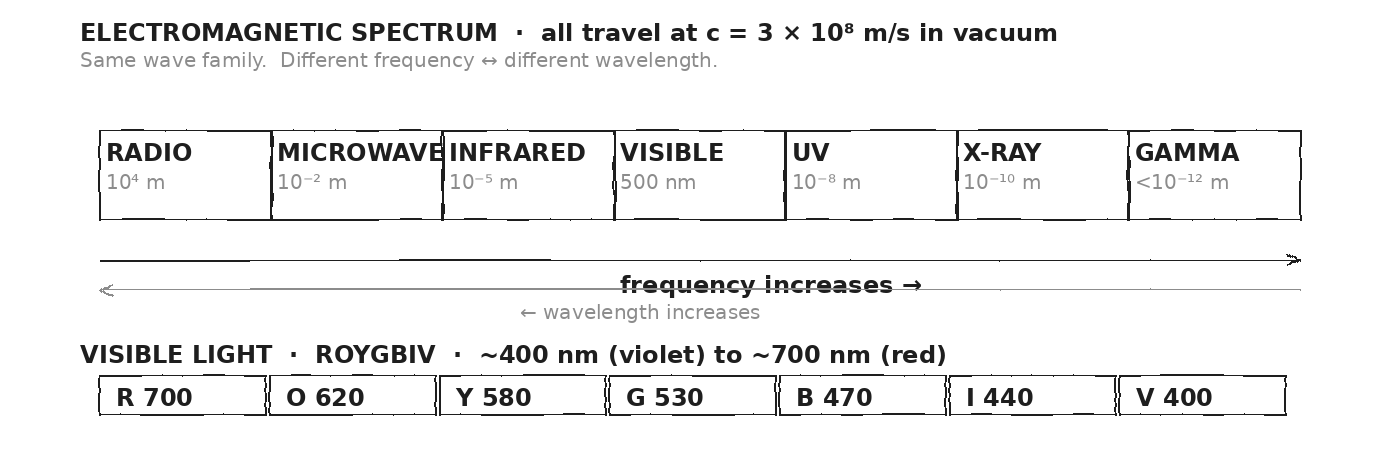 ELECTROMAGNETIC SPECTRUM · all travel at c = 3 × 10⁸ m/s in vacuum
Same wave family. Different frequency ↔ different wavelength.
RADIO MICROWAVE INFRARED VISIBLE UV X-RAY GAMMA
10⁴ m 10⁻² m 10⁻⁵ m 500 nm 10⁻⁸ m 10⁻¹⁰ m <10⁻¹² m
frequency increases →
← wavelength increases
VISIBLE LIGHT · ROYGBIV · ~400 nm (violet) to ~700 nm (red)
R 700 O 620 Y 580 G 530 B 470 I 440 V 400